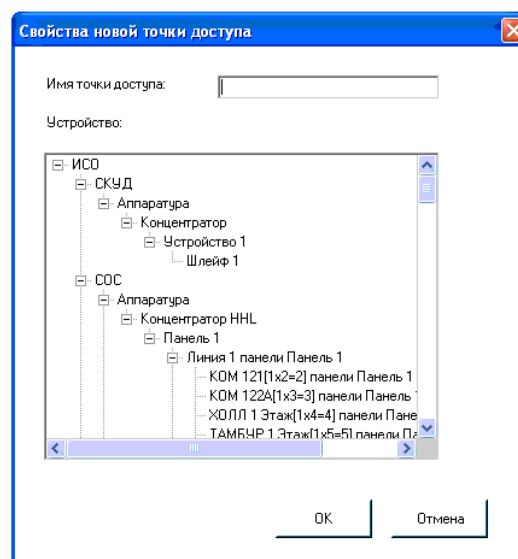 Свойства новой точки доступа
Имя точки доступа:
Устройство:
ИСО
СКУД
Аппаратура
Концентратор
Устройство 1
Шлейф 1
СОС
Аппаратура
Концентратор HHL
Панель 1
Линия 1 панели Панель 1
КОМ 121[1x2=2] панели Панель 1
КОМ 122А[1x3=3] панели Панель 1
ХОЛЛ 1 Этаж[1x4=4] панели Пане
ТАМБУР 1 Этаж[1x5=5] панели Па
OK
Отмена